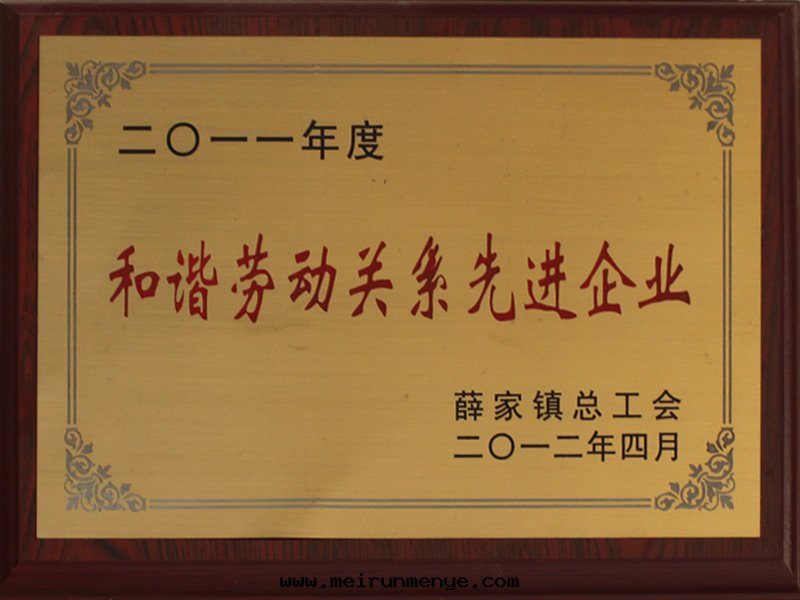 二〇一一年度
和谐劳动关系先进企业
薛家镇总工会
二〇一二年四月
www.meirunmenye.com